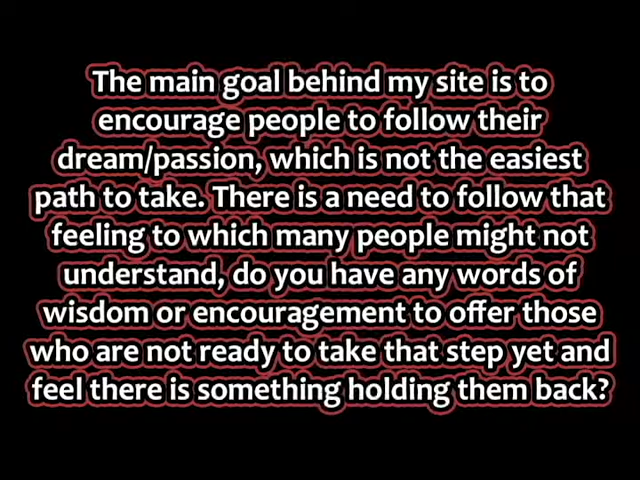 The main goal behind my site is to
encourage people to follow their
dream/passion, which is not the easiest
path to take. There is a need to follow that
feeling to which many people might not
understand, do you have any words of
wisdom or encouragement to offer those
who are not ready to take that step yet and
feel there is something holding them back?